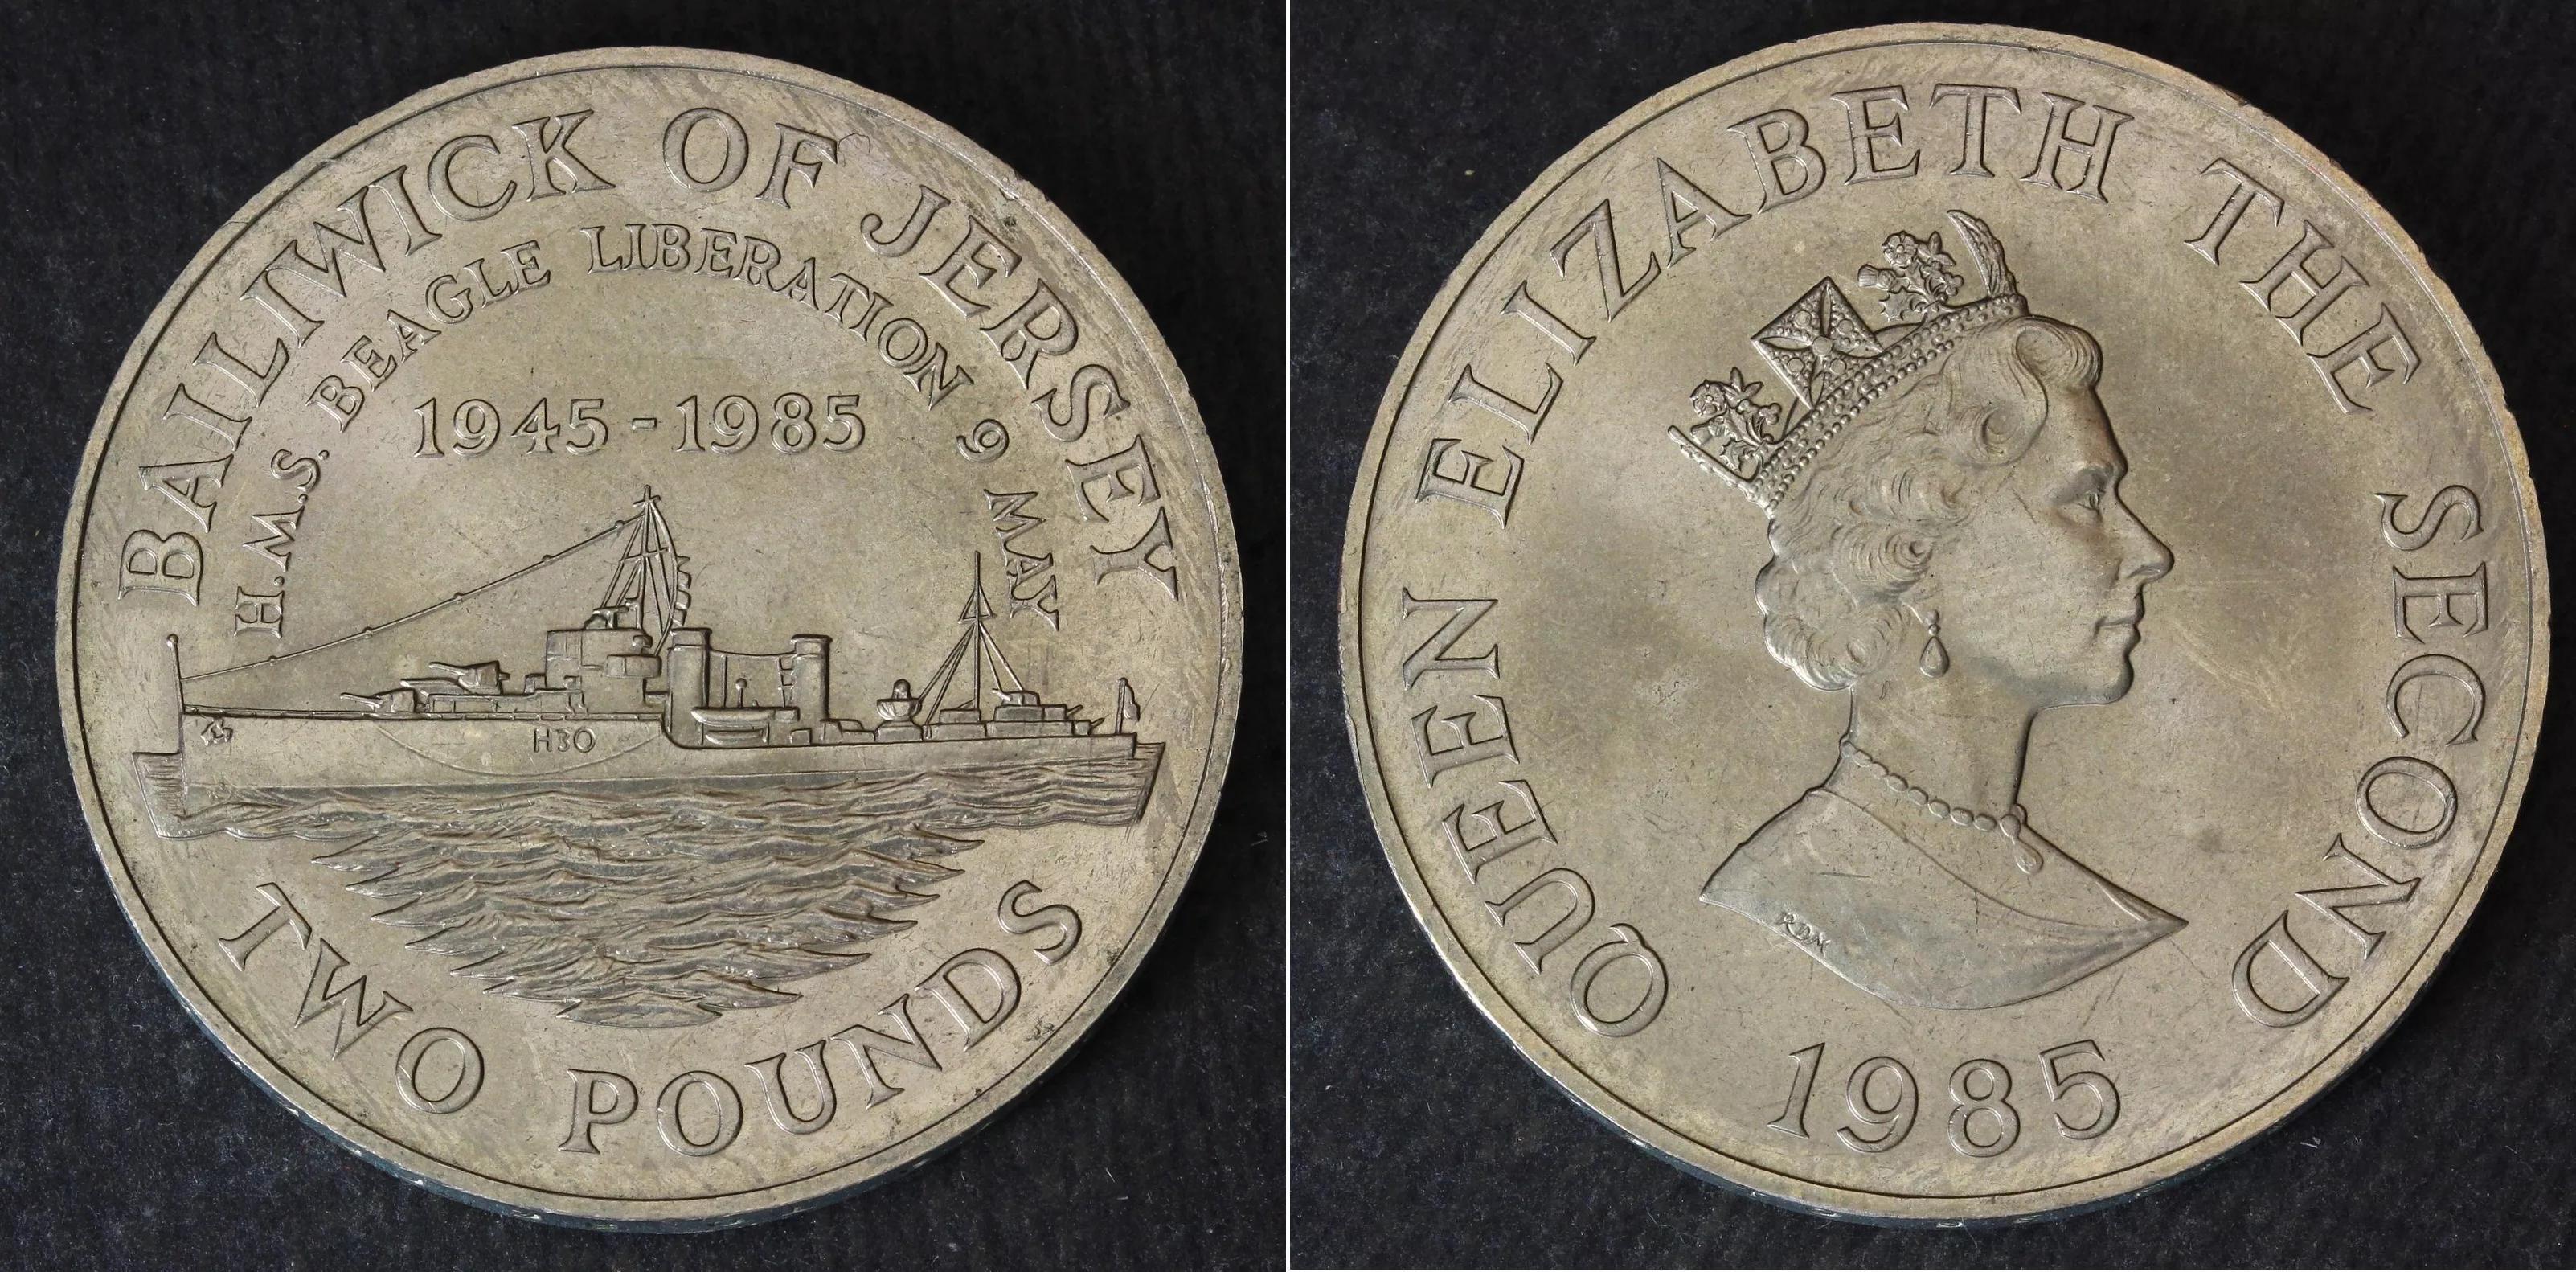 BAILIWICK OF JERSEY
H.M.S. BEAGLE LIBERATION 9 MAY
1945-1985
H30
TWO POUNDS
QUEEN ELIZABETH THE SECOND
RDM
1985